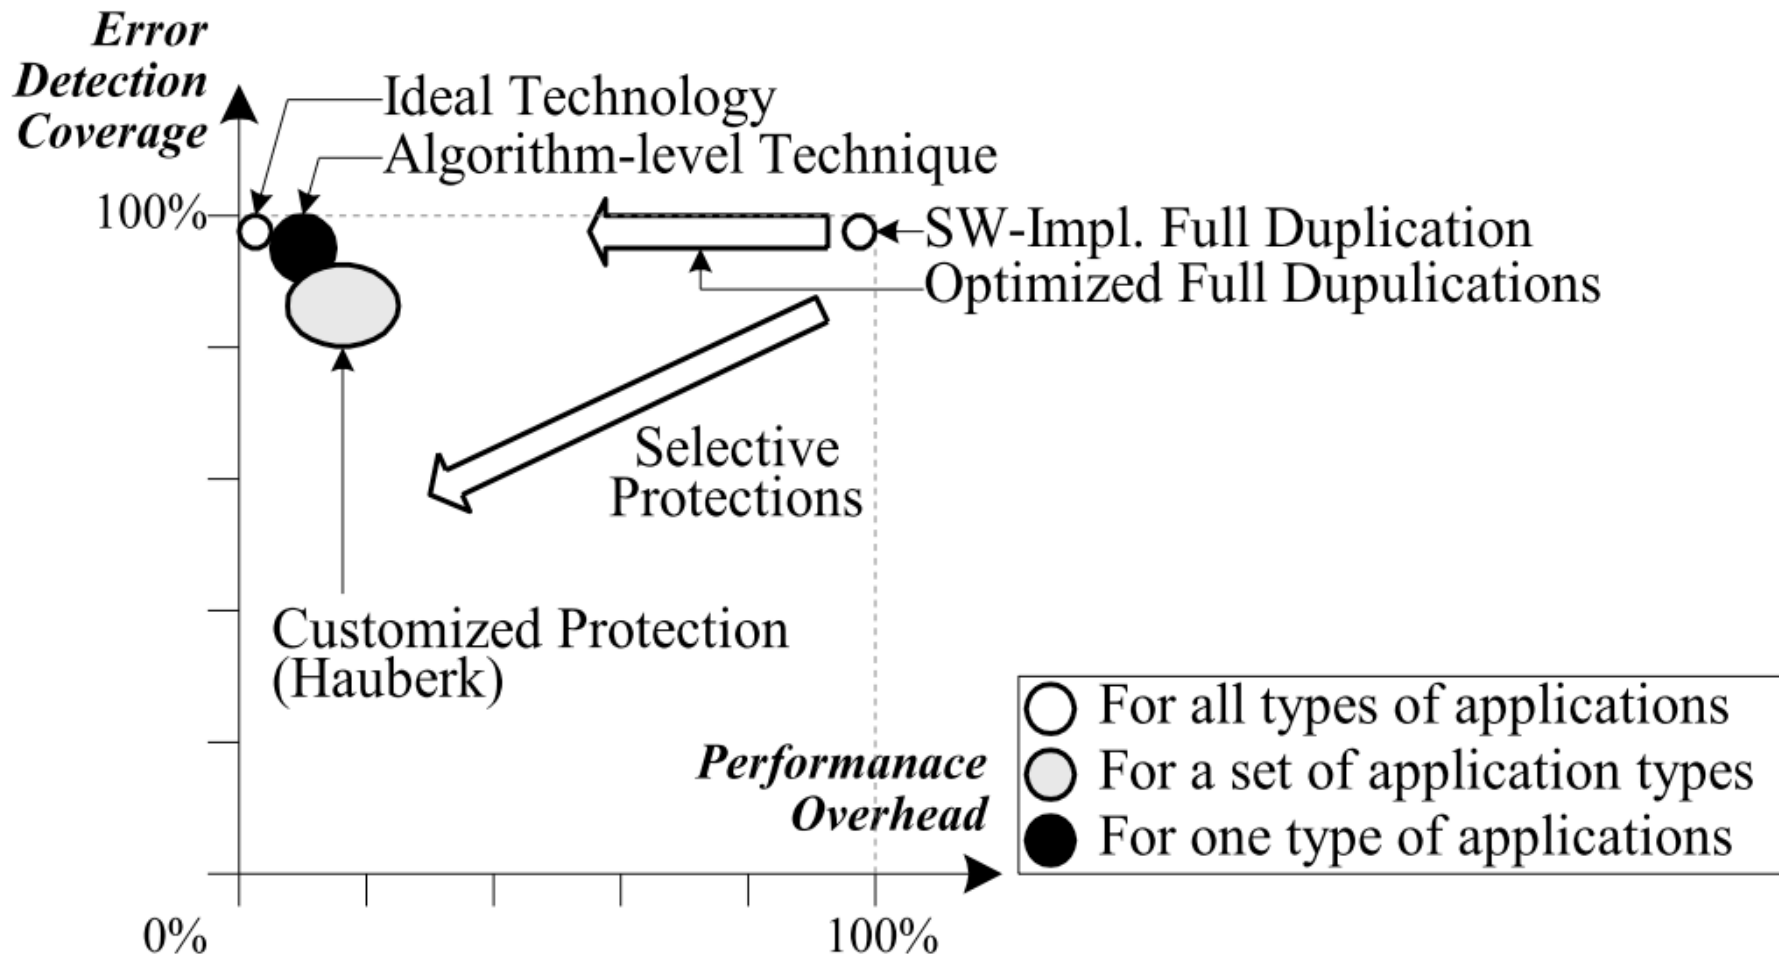 Error
Detection
Coverage
Ideal Technology
Algorithm-level Technique
100%
SW-Impl. Full Duplication
Optimized Full Dupulications
Selective
Protections
Customized Protection
(Hauberk)
Performanace
Overhead
For all types of applications
For a set of application types
For one type of applications
0%
100%